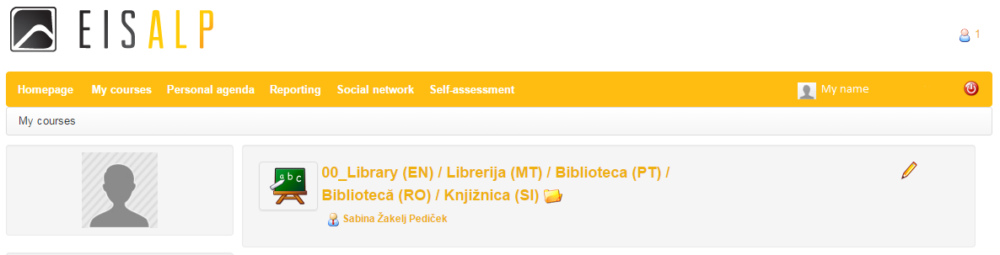 EISALP
1
Homepage My courses Personal agenda Reporting Social network Self-assessment My name
My courses
abc
00_Library (EN) / Librerija (MT) / Biblioteca (PT) /
Bibliotecă (RO) / Knjižnica (SI)
Sabina Žakelj Pediček